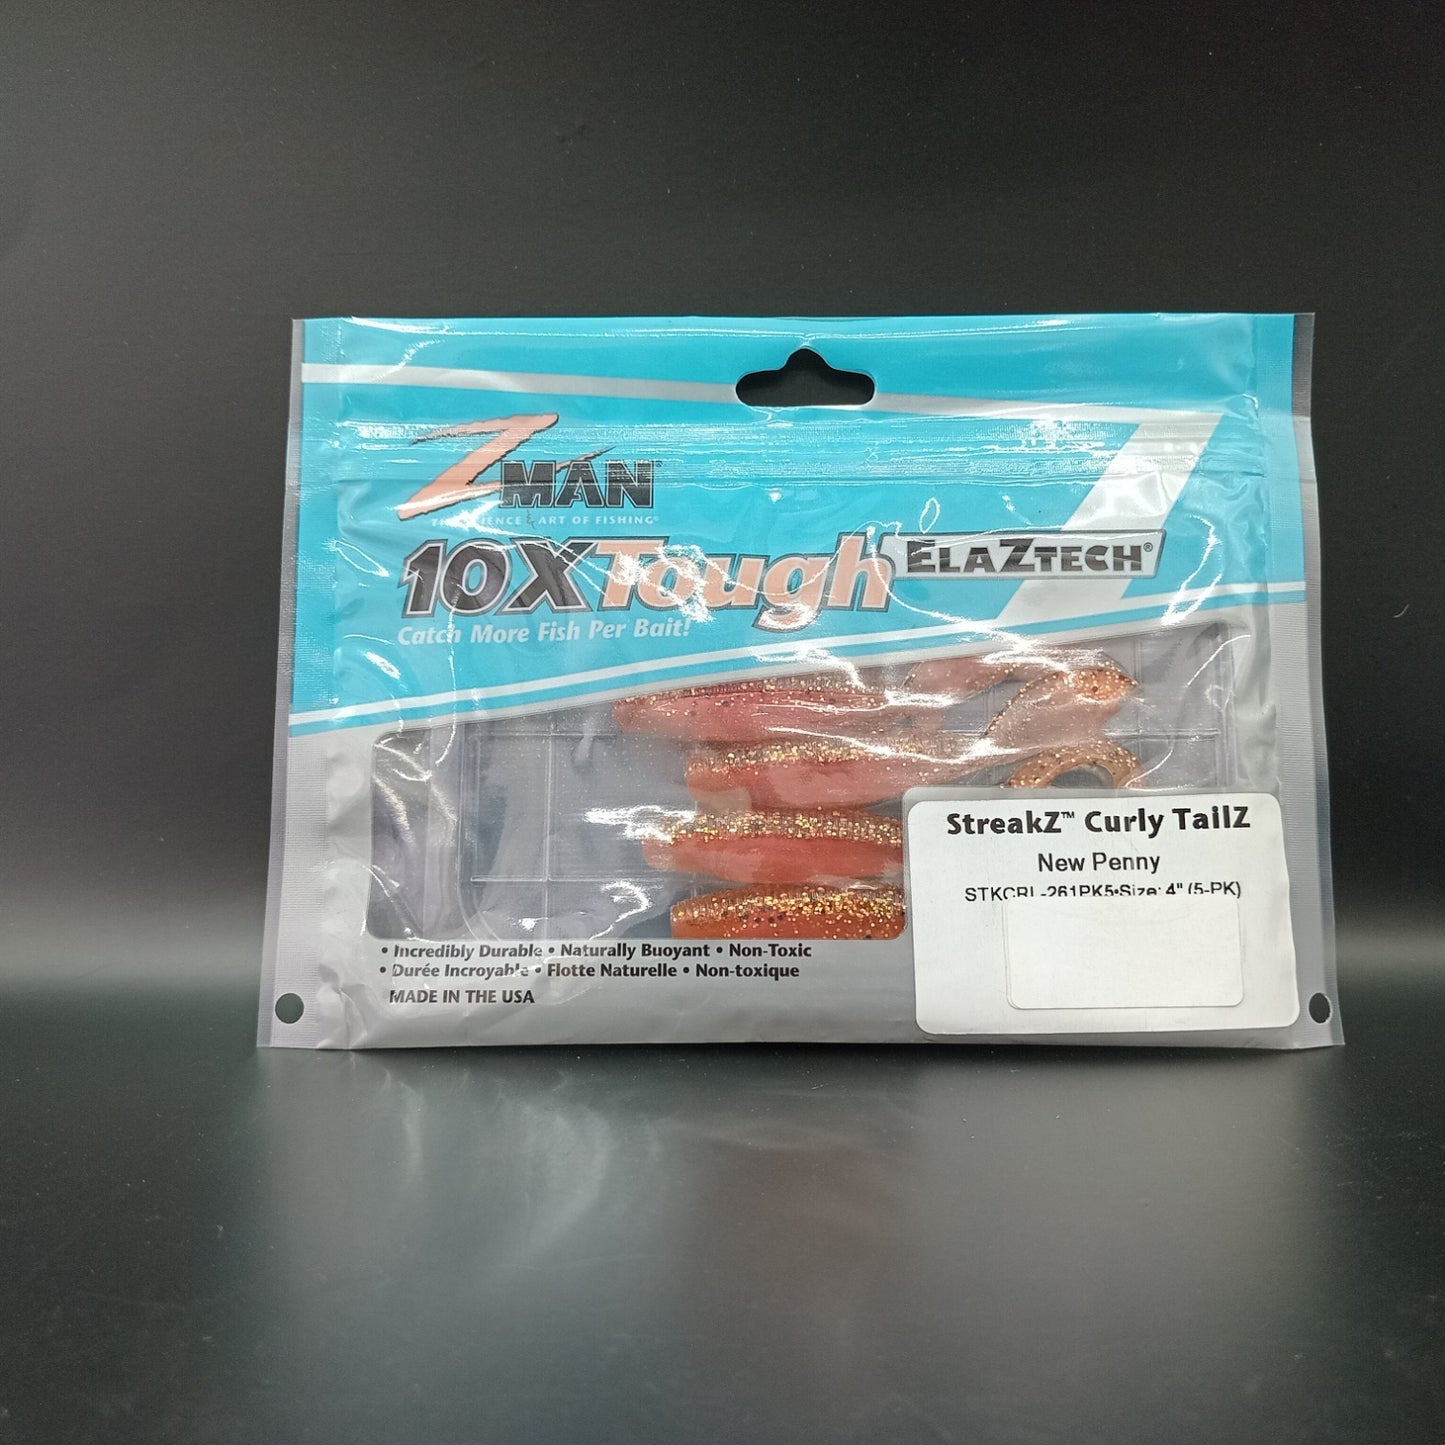 ZMAN®
THE SCIENCE & ART OF FISHING®
10X Tough ELAZTECH®
Catch More Fish Per Bait!
StreakZ™ Curly TailZ
New Penny
STKCRL-261PK5•Size: 4" (5-PK)
• Incredibly Durable • Naturally Buoyant • Non-Toxic
• Durée Incroyable • Flotte Naturelle • Non-toxique
MADE IN THE USA